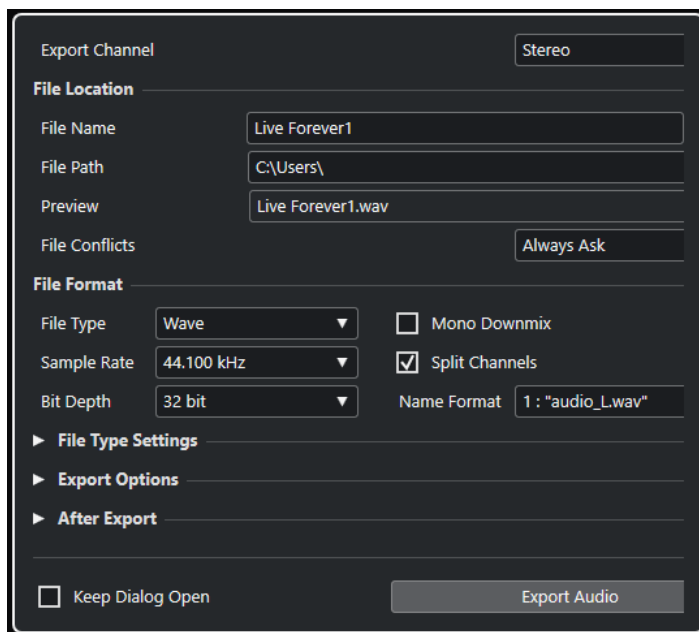 Export Channel Stereo
File Location
File Name Live Forever1
File Path C:\Users\
Preview Live Forever1.wav
File Conflicts Always Ask
File Format
File Type Wave Mono Downmix
Sample Rate 44.100 kHz Split Channels
Bit Depth 32 bit Name Format 1 : "audio_L.wav"
File Type Settings
Export Options
After Export
Keep Dialog Open Export Audio